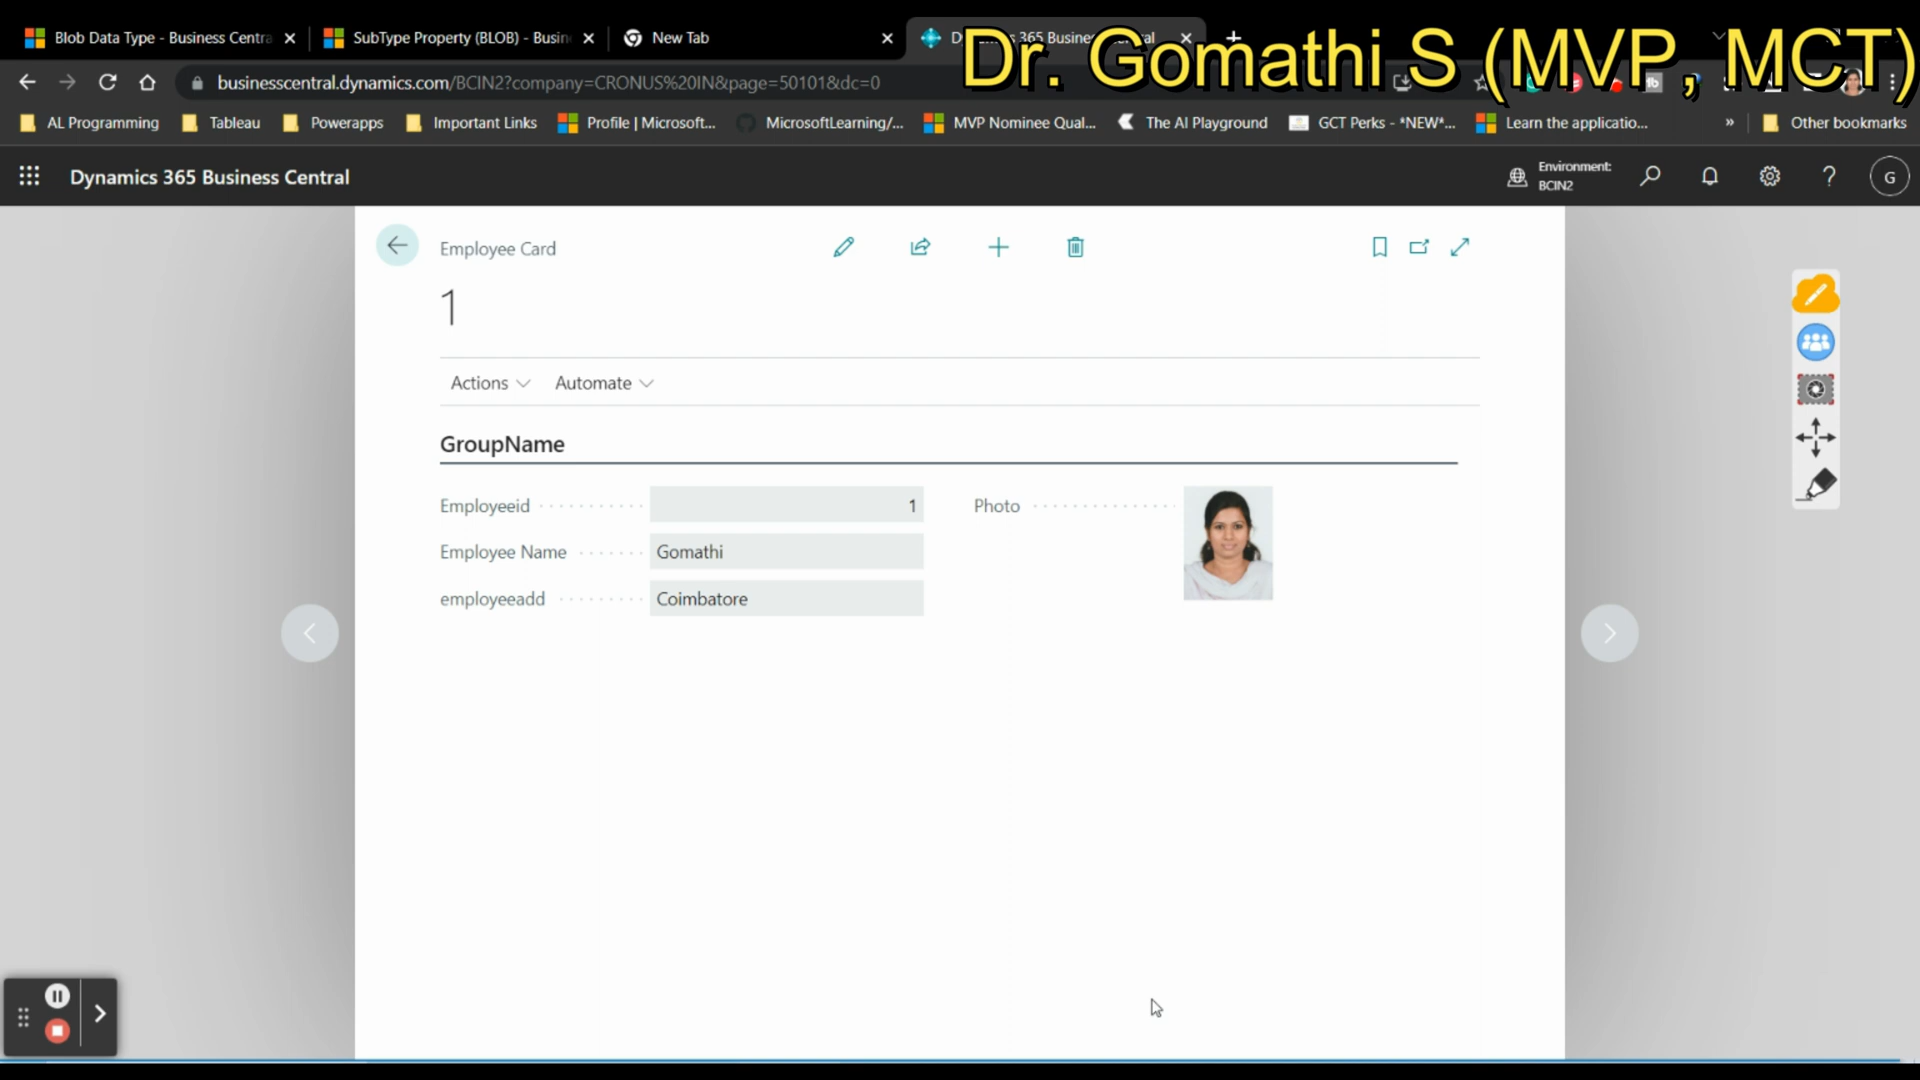 Blob Data Type - Business Centra
SubType Property (BLOB) - Busin
New Tab
Dr. Gomathi S (MVP, MCT)
businesscentral.dynamics.com/BCIN2?company=CRONUS%20IN&page=50101&dc=0
AL Programming
Tableau
Powerapps
Important Links
Profile | Microsoft...
MicrosoftLearning/...
MVP Nominee Qual...
The AI Playground
GCT Perks - *NEW*...
Learn the applicatio...
»
Other bookmarks
Dynamics 365 Business Central
Environment:
BCIN2
?
G
Employee Card
1
Actions
Automate
GroupName
Employeeid
1
Photo
Employee Name
Gomathi
employeeadd
Coimbatore